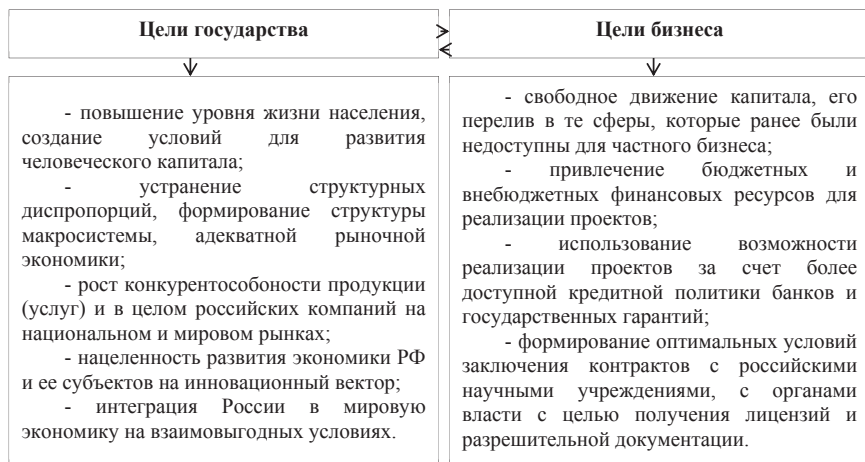 Цели государства
Цели бизнеса
- повышение уровня жизни населения,
создание условий для развития
человеческого капитала;
- устранение структурных
диспропорций, формирование структуры
макросистемы, адекватной рыночной
экономики;
- рост конкурентособоности продукции
(услуг) и в целом российских компаний на
национальном и мировом рынках;
- нацеленность развития экономики РФ
и ее субъектов на инновационный вектор;
- интеграция России в мировую
экономику на взаимовыгодных условиях.
- свободное движение капитала, его
перелив в те сферы, которые ранее были
недоступны для частного бизнеса;
- привлечение бюджетных и
внебюджетных финансовых ресурсов для
реализации проектов;
- использование возможности
реализации проектов за счет более
доступной кредитной политики банков и
государственных гарантий;
- формирование оптимальных условий
заключения контрактов с российскими
научными учреждениями, с органами
власти с целью получения лицензий и
разрешительной документации.